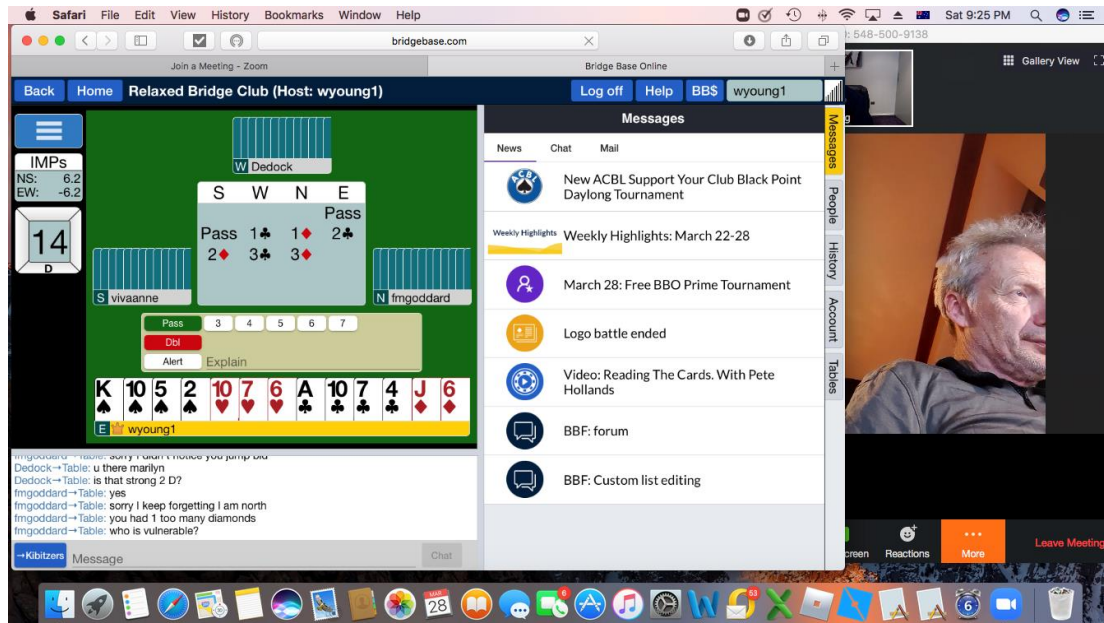 Safari File Edit View History Bookmarks Window Help Sat 9:25 PM
bridgebase.com
548-500-9138
Join a Meeting - Zoom Bridge Base Online
Gallery View
Back Home Relaxed Bridge Club (Host: wyoung1) Log off Help BB$ wyoung1
IMPs
NS: 6.2
EW: -6.2
14
D
W Dedock
S W N E
Pass
Pass 1♣ 1♦ 2♣
2♦ 3♣ 3♦
S vivaanne
N fmgoddard
Pass 3 4 5 6 7
Dbl
Alert Explain
K 10 5 2 10 7 6 A 10 7 4 J 6
E wyoung1
fmgoddard→Table: sorry I didn't notice you jump bid
Dedock→Table: u there marilyn
Dedock→Table: is that strong 2 D?
fmgoddard→Table: yes
fmgoddard→Table: sorry I keep forgetting I am north
fmgoddard→Table: you had 1 too many diamonds
fmgoddard→Table: who is vulnerable?
→Kibitzers Message Chat
Messages
News Chat Mail
ACBL
New ACBL Support Your Club Black Point
Daylong Tournament
Weekly Highlights
Weekly Highlights: March 22-28
March 28: Free BBO Prime Tournament
Logo battle ended
Video: Reading The Cards. With Pete
Hollands
BBF: forum
BBF: Custom list editing
Messages
People
History
Account
Tables
Reactions
More
Leave Meeting
MAR
28
6
53
6